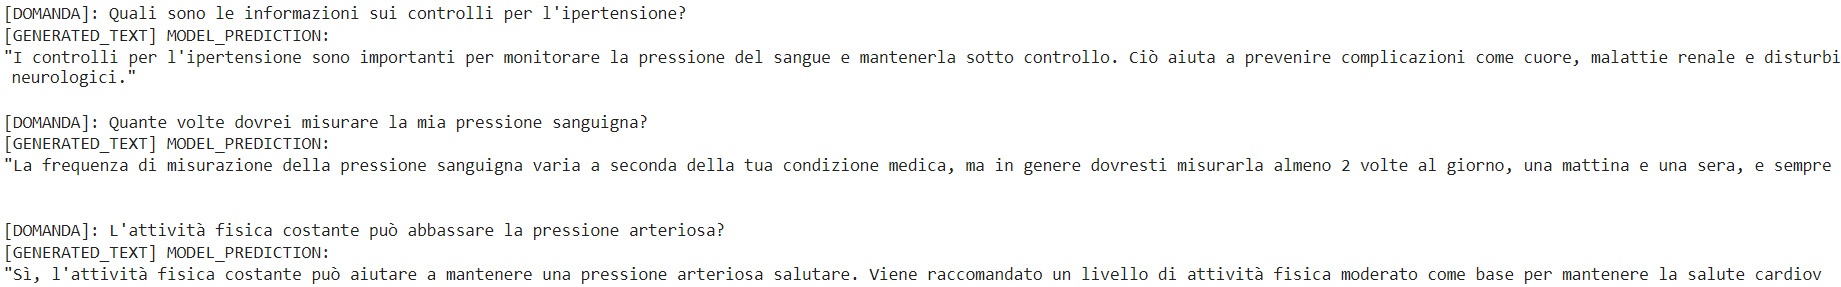 [DOMANDA]: Quali sono le informazioni sui controlli per l'ipertensione?
[GENERATED_TEXT] MODEL_PREDICTION:
"I controlli per l'ipertensione sono importanti per monitorare la pressione del sangue e mantenerla sotto controllo. Ciò aiuta a prevenire complicazioni come cuore, malattie renale e disturbi
neurologici."
[DOMANDA]: Quante volte dovrei misurare la mia pressione sanguigna?
[GENERATED_TEXT] MODEL_PREDICTION:
"La frequenza di misurazione della pressione sanguigna varia a seconda della tua condizione medica, ma in genere dovresti misurarla almeno 2 volte al giorno, una mattina e una sera, e sempre
[DOMANDA]: L'attività fisica costante può abbassare la pressione arteriosa?
[GENERATED_TEXT] MODEL_PREDICTION:
"Sì, l'attività fisica costante può aiutare a mantenere una pressione arteriosa salutare. Viene raccomandato un livello di attività fisica moderato come base per mantenere la salute cardiov